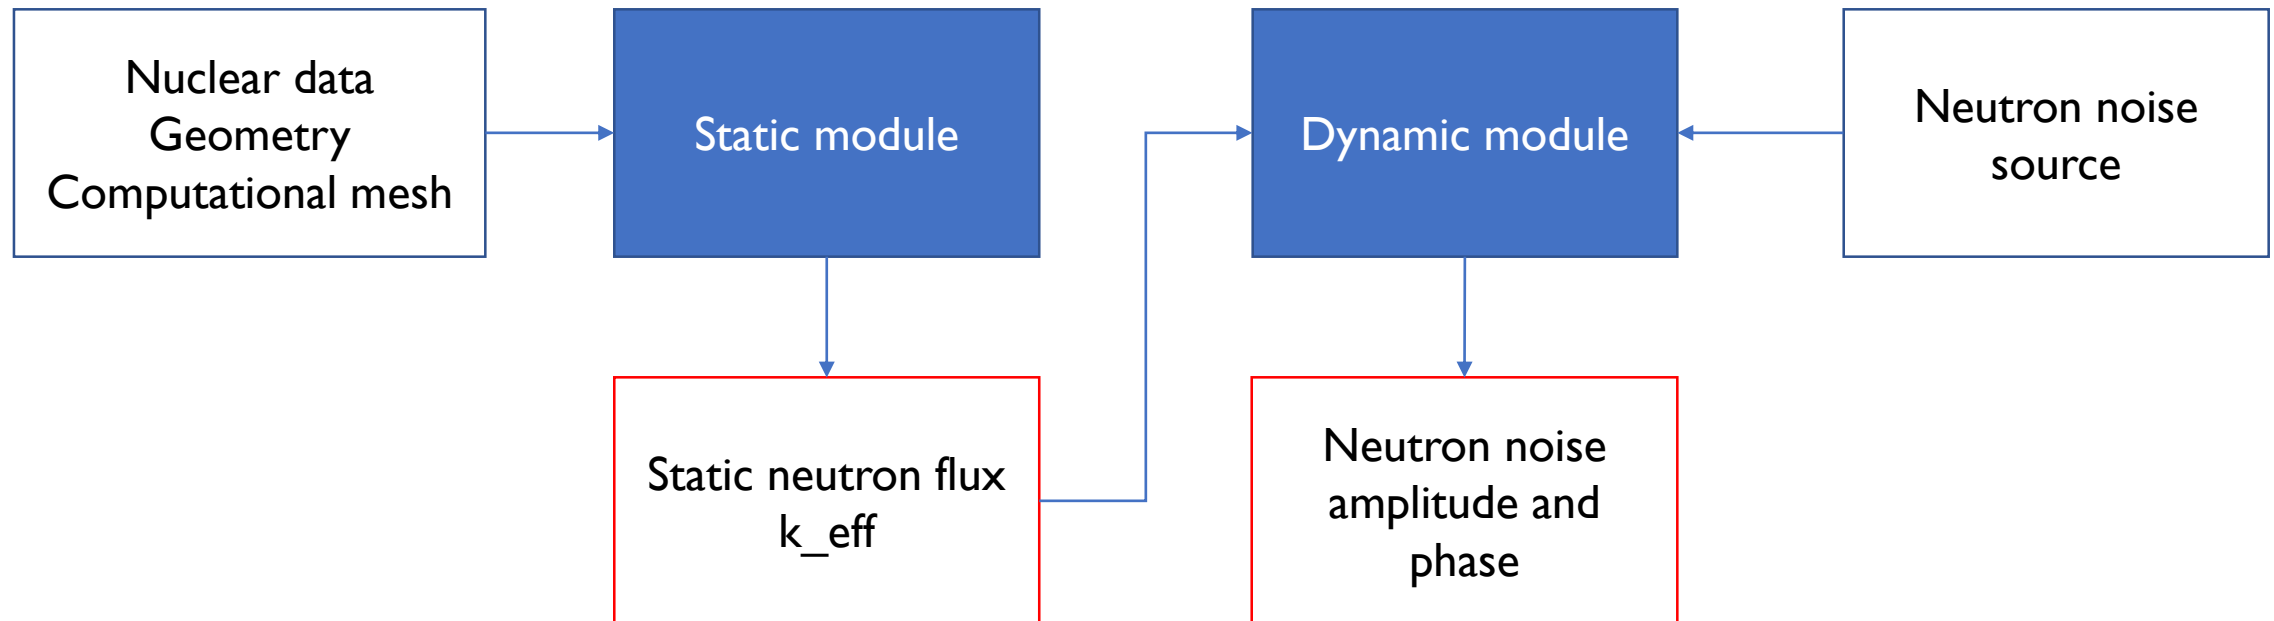 Nuclear data
Geometry
Computational mesh
Static module
Dynamic module
Neutron noise
source
Static neutron flux
k_eff
Neutron noise
amplitude and
phase